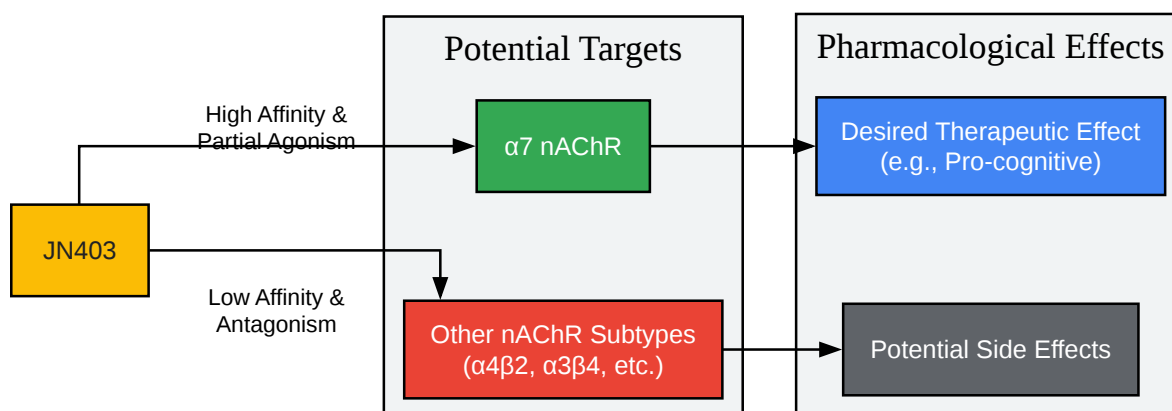 Potential Targets
Pharmacological Effects
High Affinity &
Partial Agonism
α7 nAChR
Desired Therapeutic Effect
(e.g., Pro-cognitive)
JN403
Low Affinity &
Antagonism
Other nAChR Subtypes
(α4β2, α3β4, etc.)
Potential Side Effects